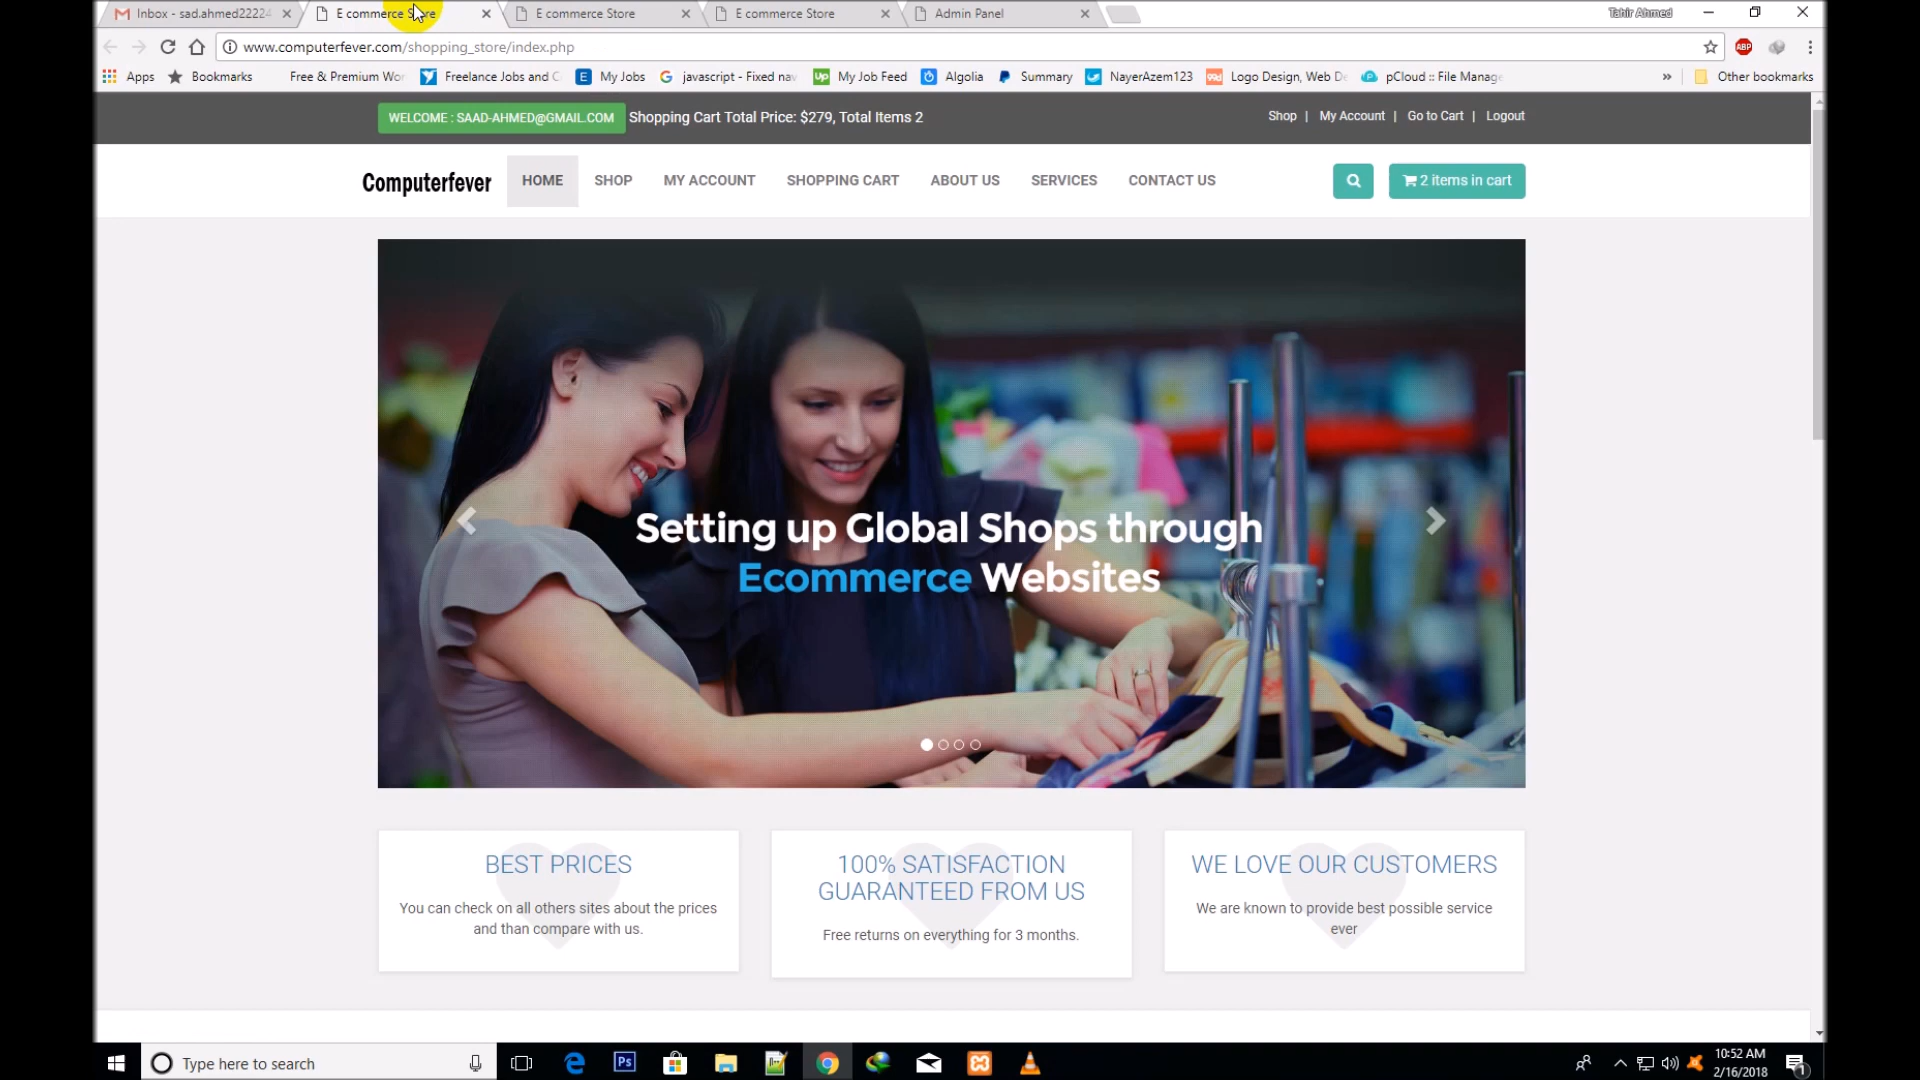 Inbox - sad.ahmed22224
E commerce Store
E commerce Store
E commerce Store
Admin Panel
Tahir Ahmed
www.computerfever.com/shopping_store/index.php
ABP
Apps
Bookmarks
Free & Premium Wor
Freelance Jobs and C
My Jobs
javascript - Fixed nav
My Job Feed
Algolia
Summary
NayerAzem123
Logo Design, Web De
pCloud :: File Manage
»
Other bookmarks
WELCOME : SAAD-AHMED@GMAIL.COM Shopping Cart Total Price: $279, Total Items 2
Shop | My Account | Go to Cart | Logout
Computerfever
HOME
SHOP
MY ACCOUNT
SHOPPING CART
ABOUT US
SERVICES
CONTACT US
2 items in cart
Setting up Global Shops through
Ecommerce Websites
BEST PRICES
You can check on all others sites about the prices
and than compare with us.
100% SATISFACTION
GUARANTEED FROM US
Free returns on everything for 3 months.
WE LOVE OUR CUSTOMERS
We are known to provide best possible service
ever
Type here to search
Ps
10:52 AM
2/16/2018
1